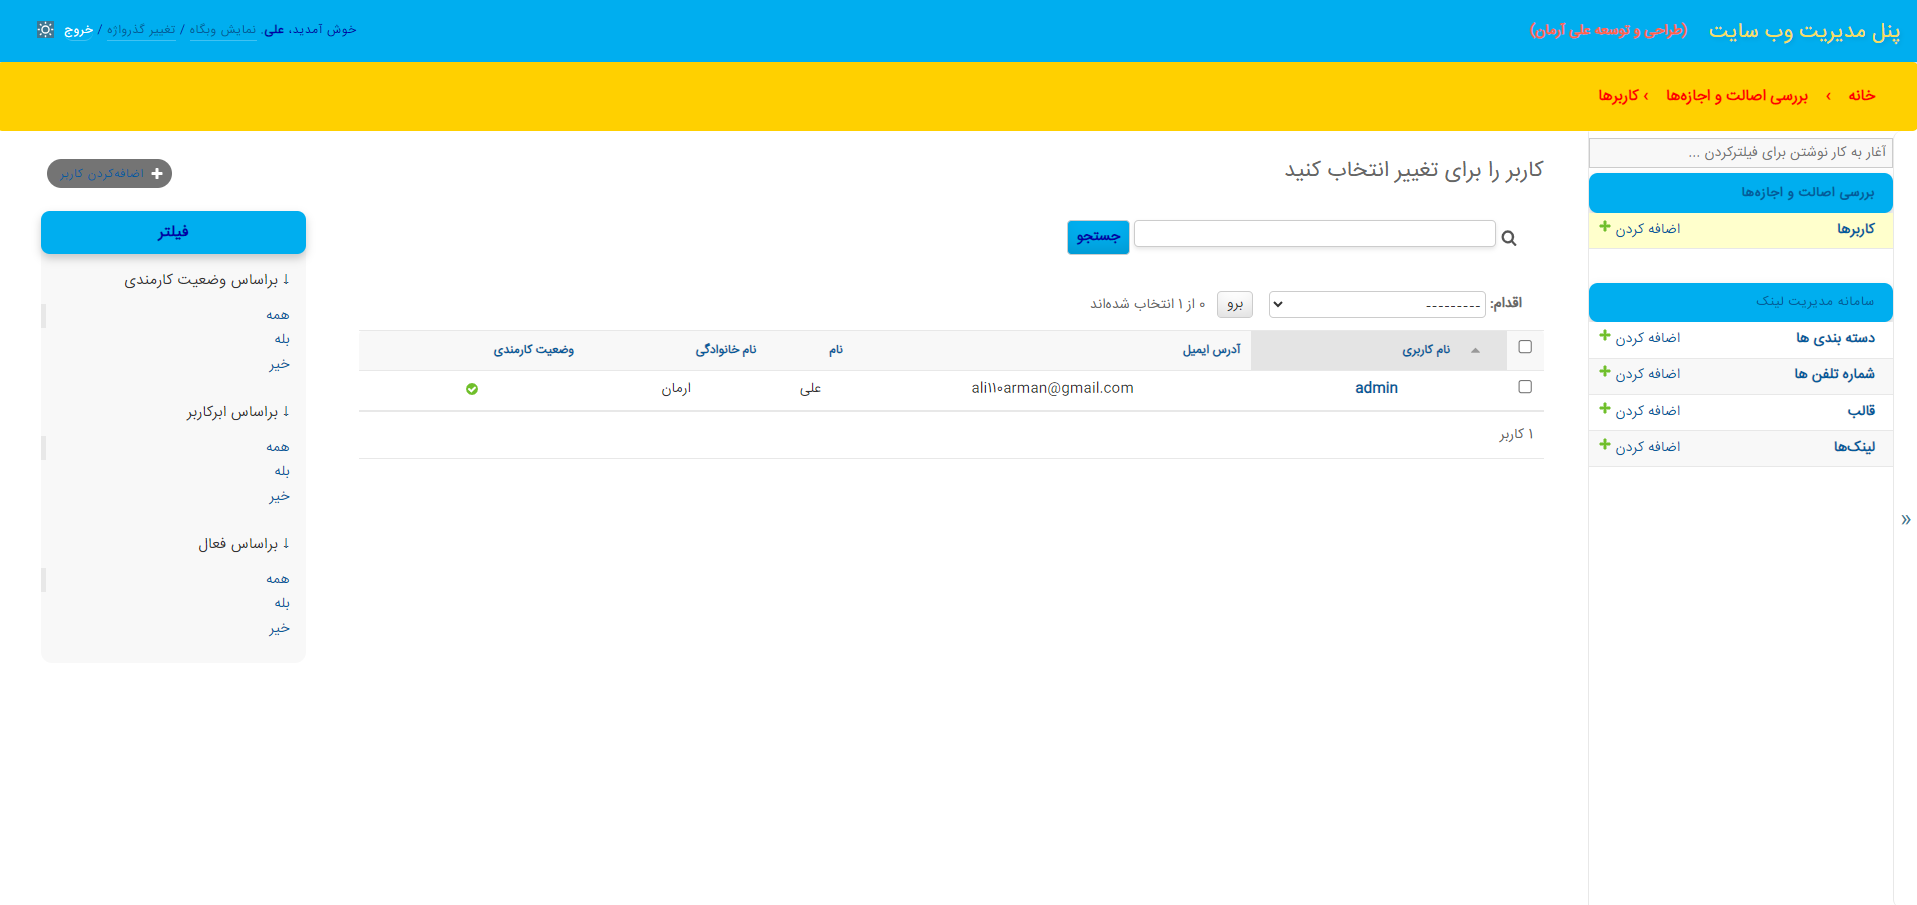 پنل مدیریت وب سایت (طراحی و توسعه علی آرمان)
خوش آمدید، علی. نمایش وبگاه / تغییر گذرواژه / خروج
خانه › بررسی اصالت و اجازه‌ها › کاربرها
آغار به کار نوشتن برای فیلترکردن ...
بررسی اصالت و اجازه‌ها
کاربرها اضافه کردن
سامانه مدیریت لینک
دسته بندی ها اضافه کردن
شماره تلفن ها اضافه کردن
قالب اضافه کردن
لینک‌ها اضافه کردن
»
کاربر را برای تغییر انتخاب کنید
اضافه‌کردن کاربر
جستجو
اقدام: --------- برو ۰ از ۱ انتخاب شده‌اند
نام کاربری آدرس ایمیل نام نام خانوادگی وضعیت کارمندی
admin ali۱۱۰arman@gmail.com علی ارمان
۱ کاربر
فیلتر
↓ براساس وضعیت کارمندی
همه
بله
خیر
↓ براساس ابرکاربر
همه
بله
خیر
↓ براساس فعال
همه
بله
خیر